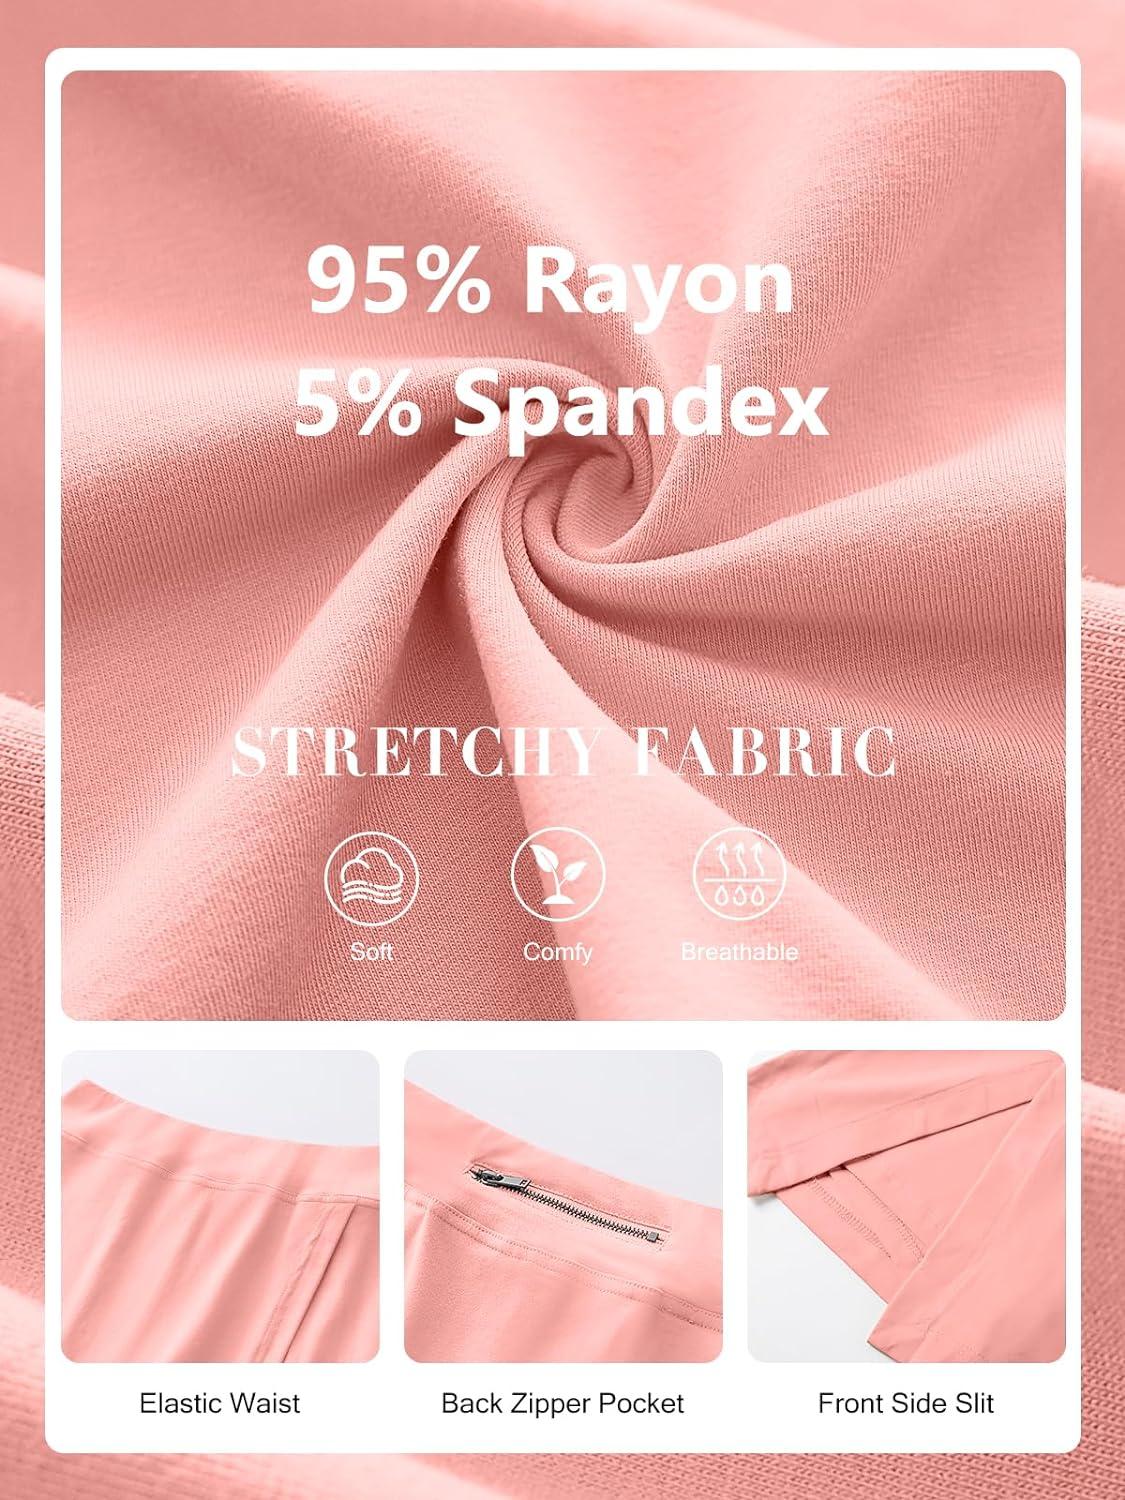 95% Rayon
5% Spandex
STRETCHY FABRIC
Soft
Comfy
Breathable
Elastic Waist
Back Zipper Pocket
Front Side Slit